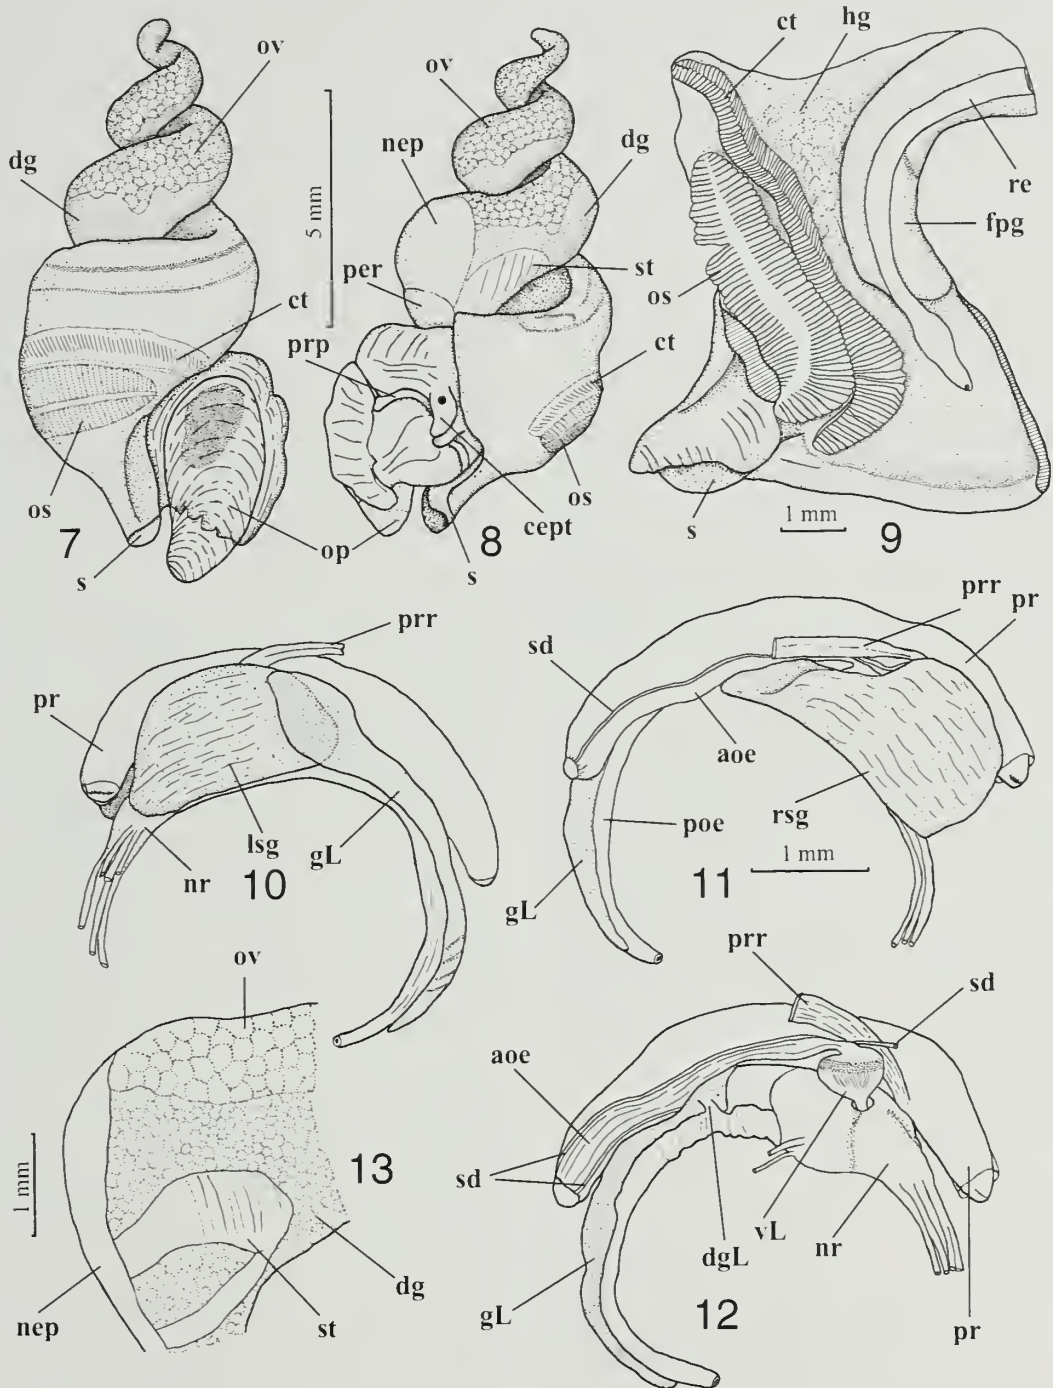 ov
dg
ct
os
s
7
op
5 mm
ov
nep
dg
per
st
prp
ct
os
cept
s
8
ct
hg
re
fpg
os
s
1 mm
9
prr
pr
lsg
gL
nr
10
prr
pr
sd
aoe
rsg
poe
gL
11
1 mm
ov
13
1 mm
nep
st
dg
prr
sd
aoe
sd
vL
nr
dgL
gL
12
pr